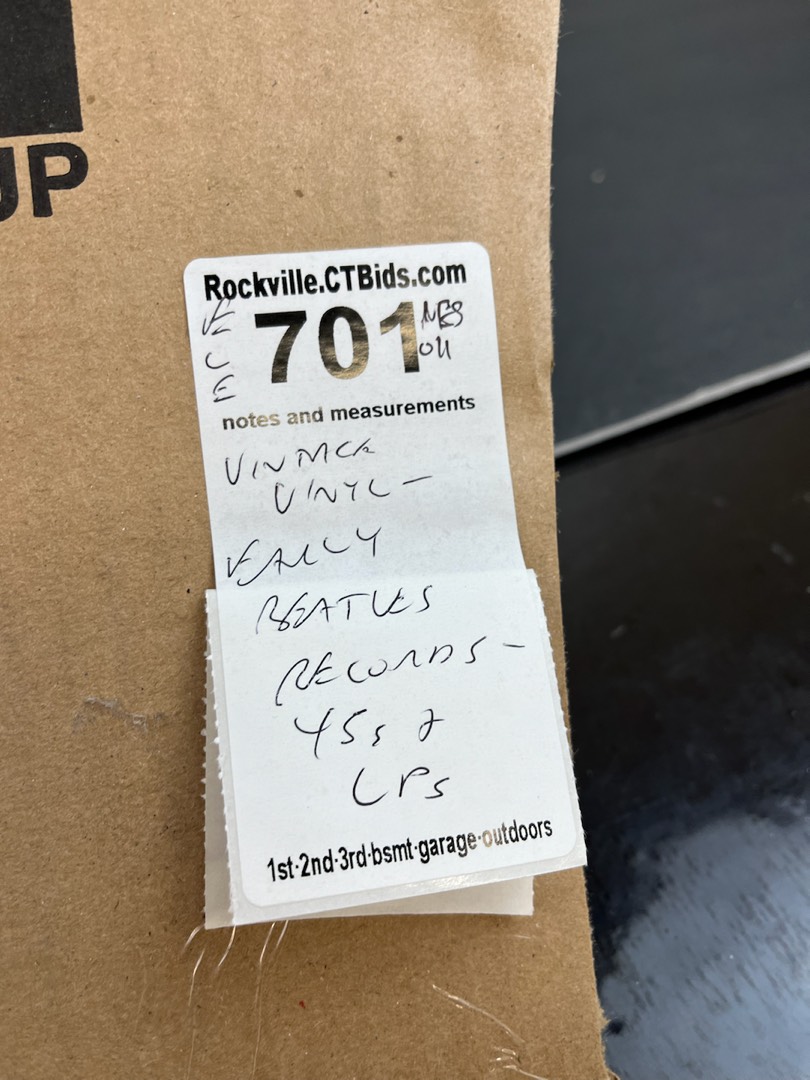 UP
Rockville.CTBids.com
701
notes and measurements
VINTAGE
VINYL —
EARLY
BEATLES
RECORDS —
45s &
LPs
1st·2nd·3rd·bsmt·garage·outdoors